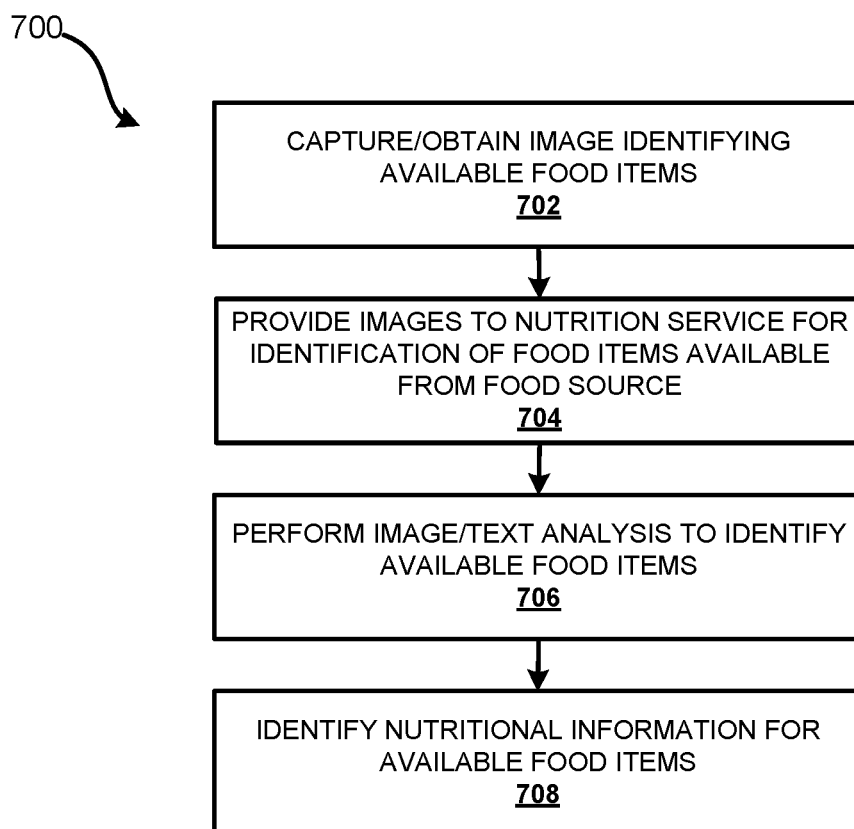 700
CAPTURE/OBTAIN IMAGE IDENTIFYING
AVAILABLE FOOD ITEMS
702
PROVIDE IMAGES TO NUTRITION SERVICE FOR
IDENTIFICATION OF FOOD ITEMS AVAILABLE
FROM FOOD SOURCE
704
PERFORM IMAGE/TEXT ANALYSIS TO IDENTIFY
AVAILABLE FOOD ITEMS
706
IDENTIFY NUTRITIONAL INFORMATION FOR
AVAILABLE FOOD ITEMS
708